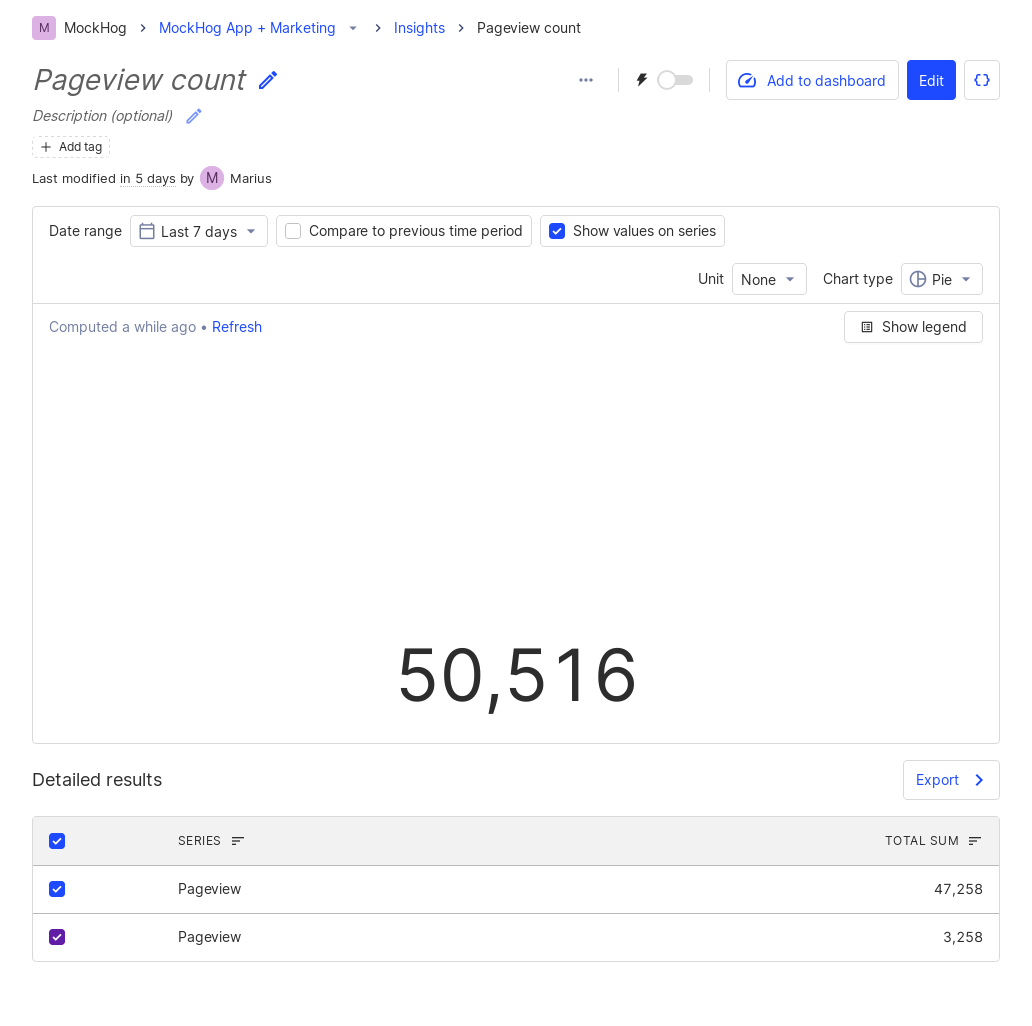 M MockHog MockHog App + Marketing Insights Pageview count
Pageview count Add to dashboard Edit
Description (optional)
Add tag
Last modified in 5 days by M Marius
Date range Last 7 days Compare to previous time period Show values on series
Unit None Chart type Pie
Computed a while ago • Refresh Show legend
50,516
Detailed results Export
SERIES TOTAL SUM
Pageview 47,258
Pageview 3,258